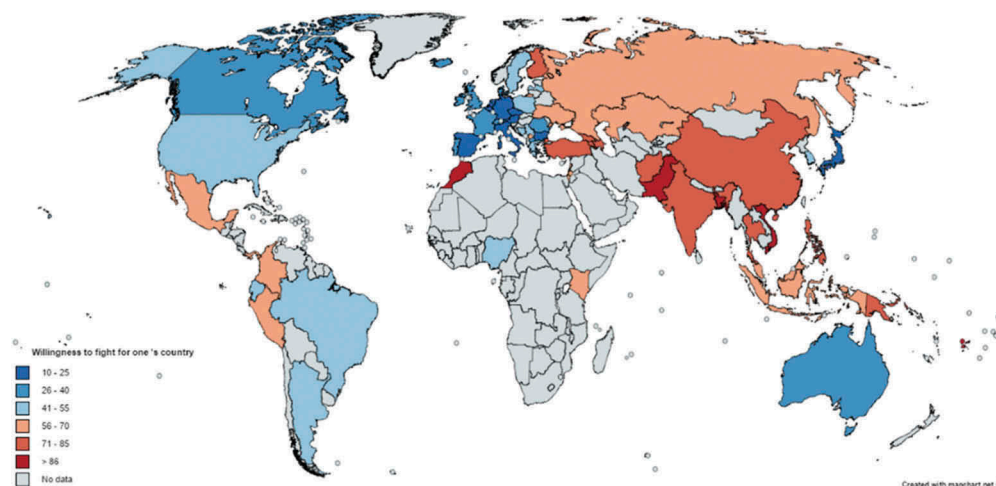 Willingness to fight for one 's country
10 - 25
26 - 40
41 - 55
56 - 70
71 - 85
> 86
No data
Created with mapchart.net